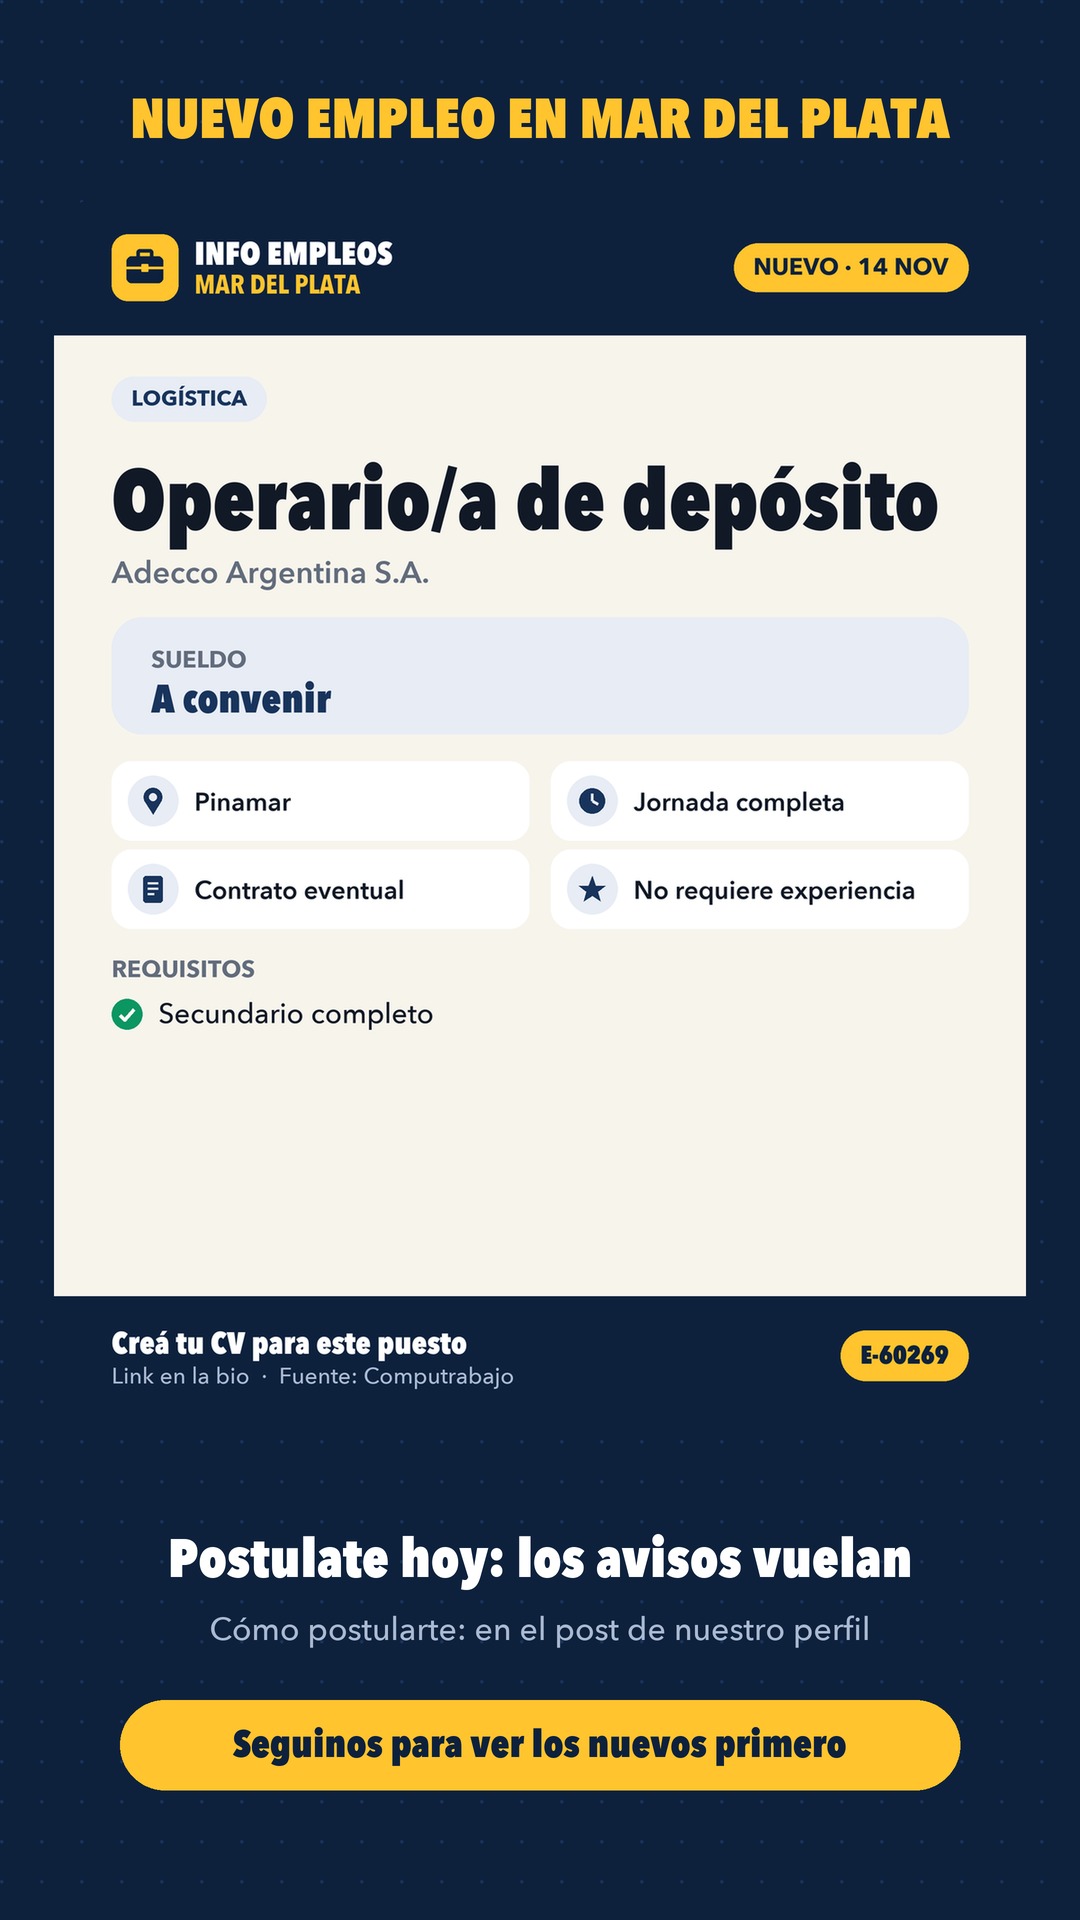 NUEVO EMPLEO EN MAR DEL PLATA
INFO EMPLEOS
MAR DEL PLATA
NUEVO · 14 NOV
LOGÍSTICA
Operario/a de depósito
Adecco Argentina S.A.
SUELDO
A convenir
Pinamar
Jornada completa
Contrato eventual
No requiere experiencia
REQUISITOS
Secundario completo
Creá tu CV para este puesto
Link en la bio · Fuente: Computrabajo
E-60269
Postulate hoy: los avisos vuelan
Cómo postularte: en el post de nuestro perfil
Seguinos para ver los nuevos primero